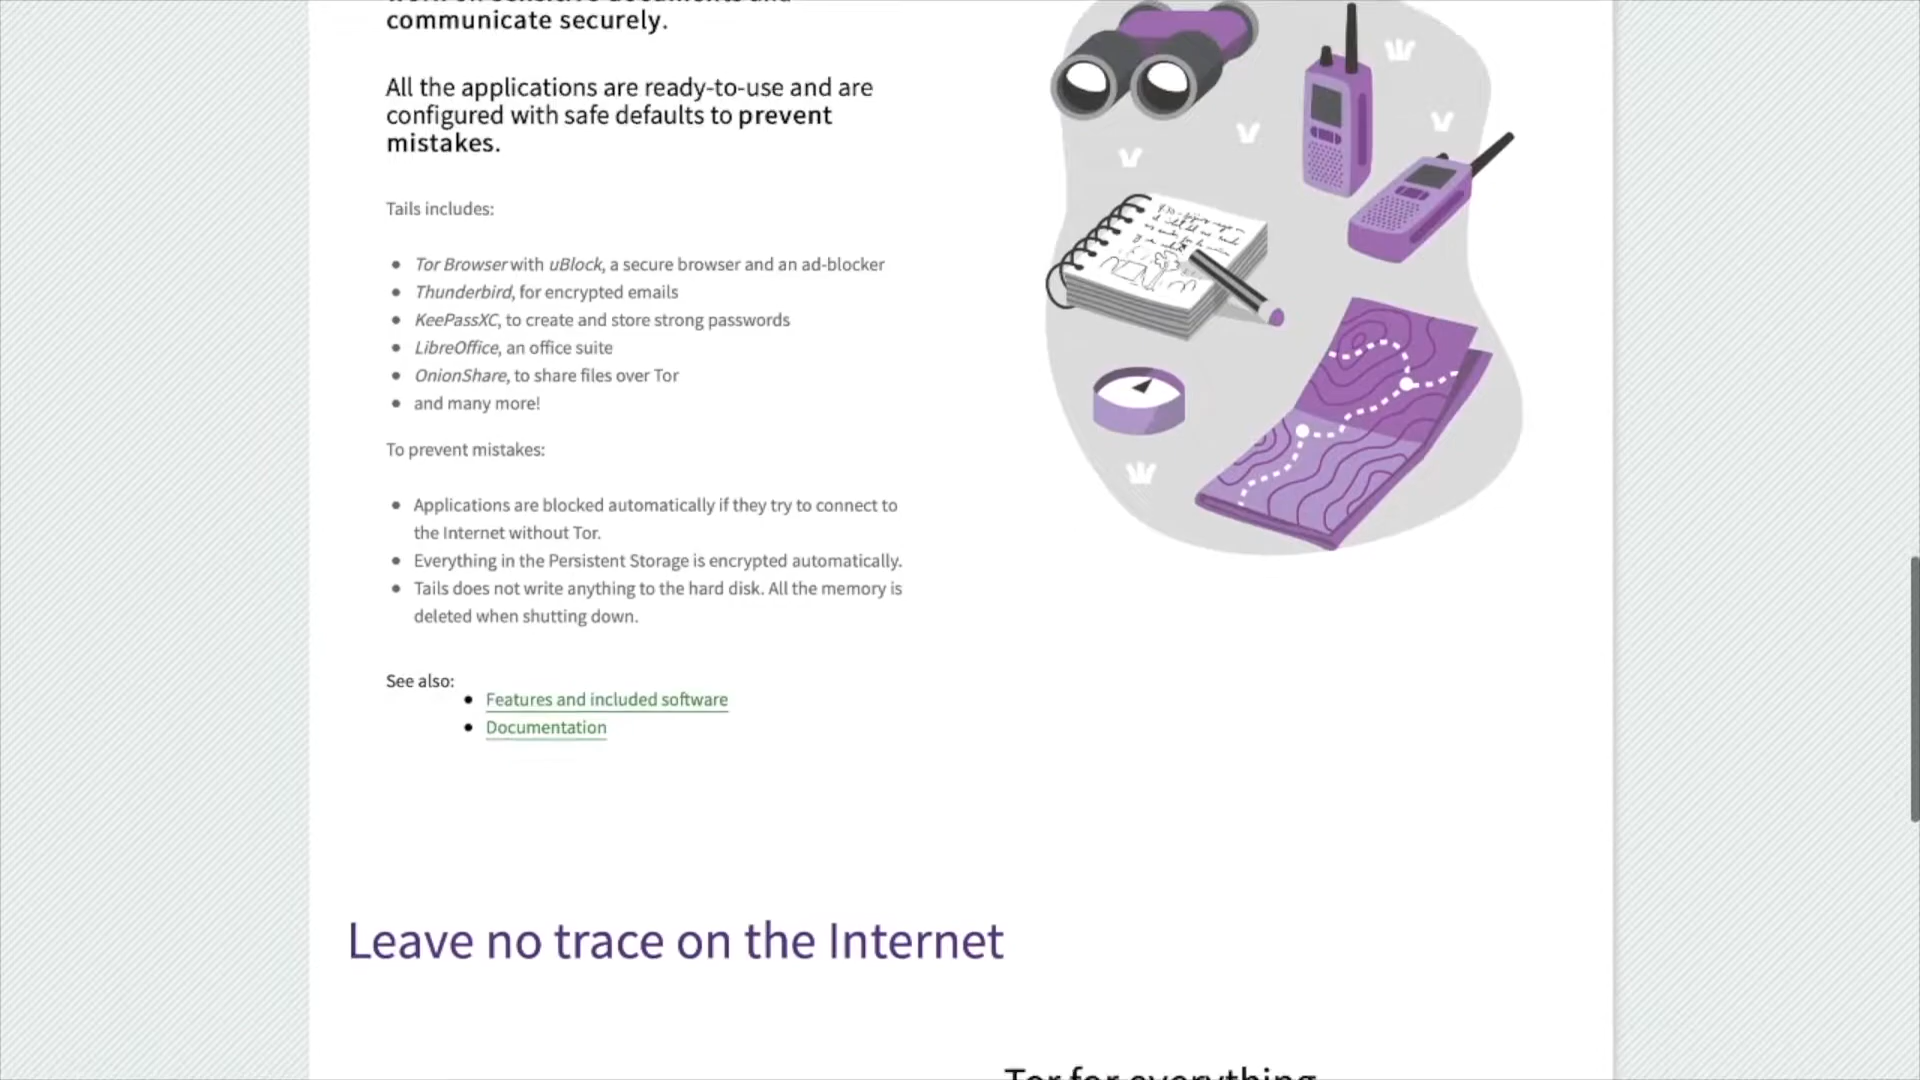 communicate securely.
All the applications are ready-to-use and are
configured with safe defaults to prevent
mistakes.
Tails includes:
Tor Browser with uBlock, a secure browser and an ad-blocker
Thunderbird, for encrypted emails
KeePassXC, to create and store strong passwords
LibreOffice, an office suite
OnionShare, to share files over Tor
and many more!
To prevent mistakes:
Applications are blocked automatically if they try to connect to
the Internet without Tor.
Everything in the Persistent Storage is encrypted automatically.
Tails does not write anything to the hard disk. All the memory is
deleted when shutting down.
See also:
Features and included software
Documentation
Leave no trace on the Internet
Tor for everything